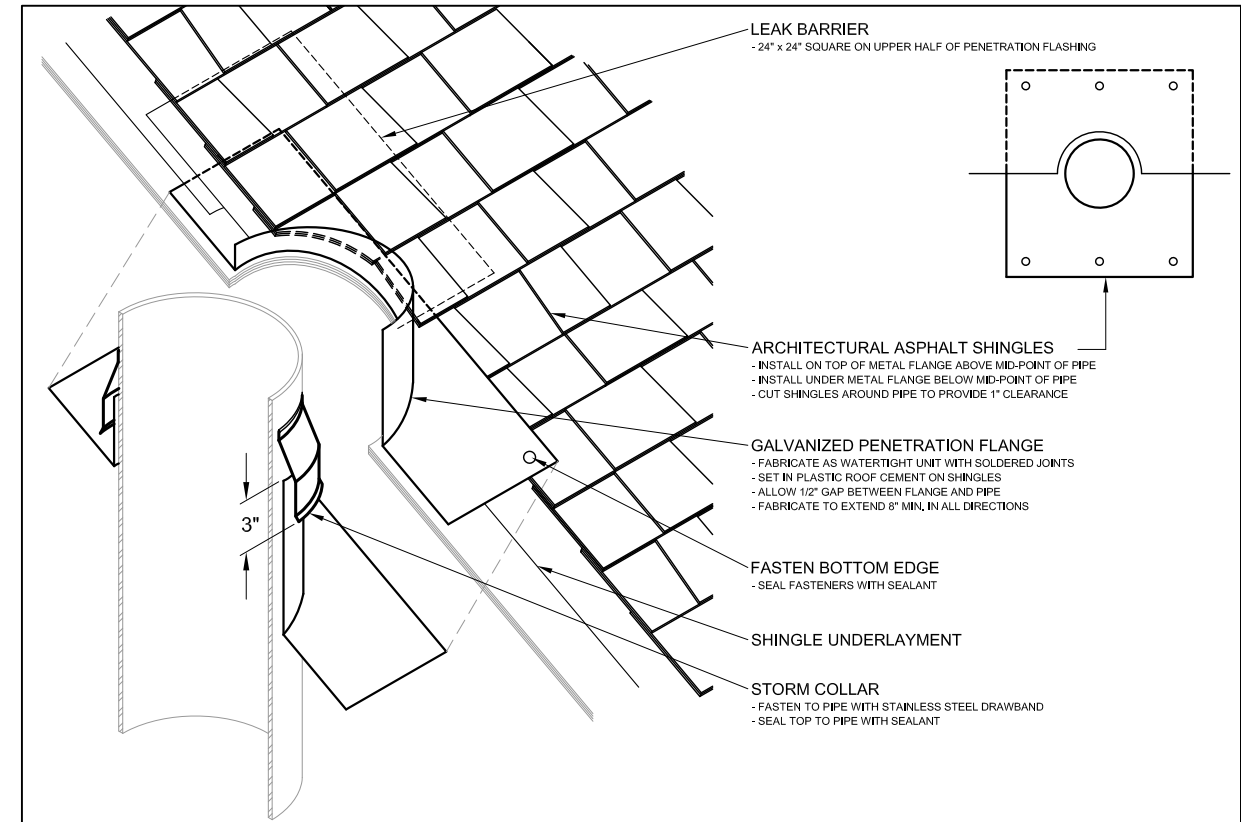 LEAK BARRIER
- 24" x 24" SQUARE ON UPPER HALF OF PENETRATION FLASHING
ARCHITECTURAL ASPHALT SHINGLES
- INSTALL ON TOP OF METAL FLANGE ABOVE MID-POINT OF PIPE
- INSTALL UNDER METAL FLANGE BELOW MID-POINT OF PIPE
- CUT SHINGLES AROUND PIPE TO PROVIDE 1" CLEARANCE
GALVANIZED PENETRATION FLANGE
- FABRICATE AS WATERTIGHT UNIT WITH SOLDERED JOINTS
- SET IN PLASTIC ROOF CEMENT ON SHINGLES
- ALLOW 1/2" GAP BETWEEN FLANGE AND PIPE
- FABRICATE TO EXTEND 8" MIN. IN ALL DIRECTIONS
3"
FASTEN BOTTOM EDGE
- SEAL FASTENERS WITH SEALANT
SHINGLE UNDERLAYMENT
STORM COLLAR
- FASTEN TO PIPE WITH STAINLESS STEEL DRAWBAND
- SEAL TOP TO PIPE WITH SEALANT